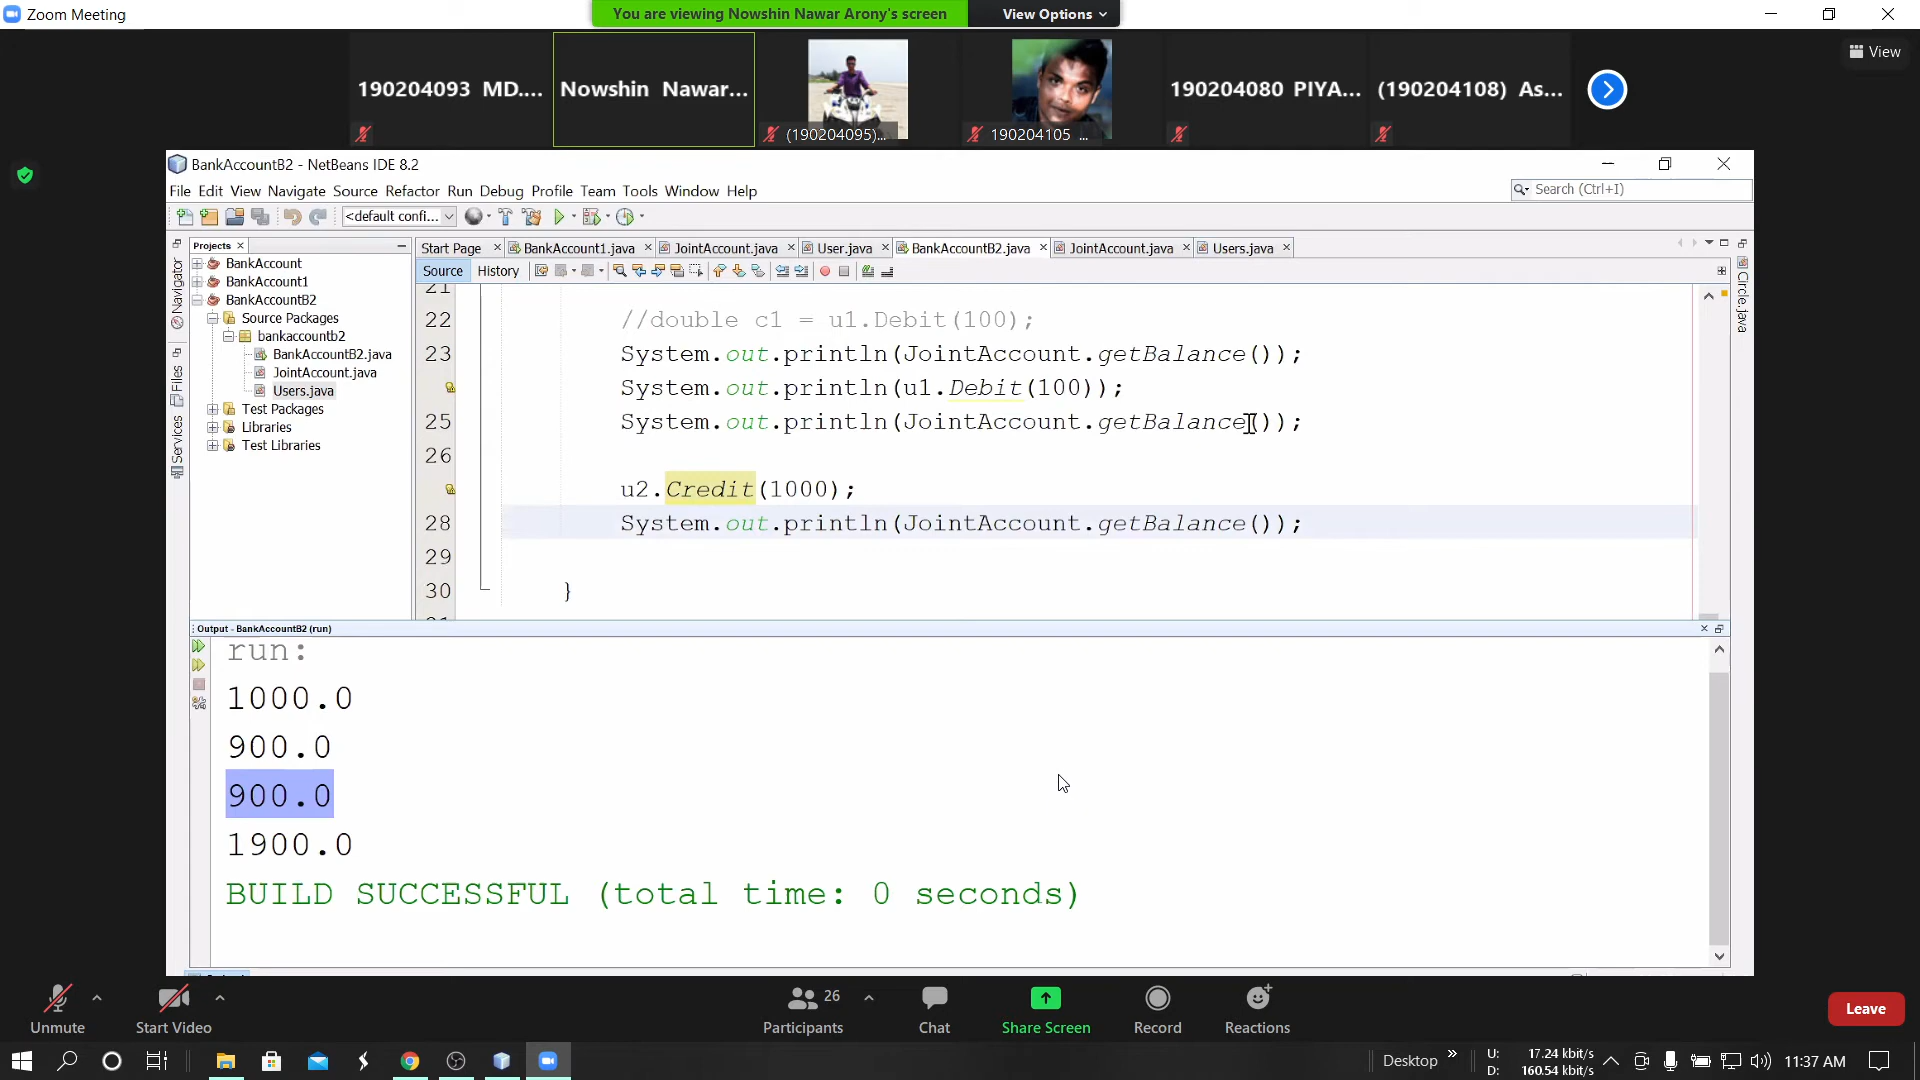 Zoom Meeting
You are viewing Nowshin Nawar Arony's screen
View Options
View
190204093 MD....
Nowshin Nawar...
(190204095)...
190204105 ...
190204080 PIYA...
(190204108) As...
BankAccountB2 - NetBeans IDE 8.2
File Edit View Navigate Source Refactor Run Debug Profile Team Tools Window Help
Search (Ctrl+I)
<default confi...
Projects
Start Page
BankAccount1.java
JointAccount.java
User.java
BankAccountB2.java
JointAccount.java
Users.java
Source
History
Navigator
Files
Services
Circle.java
BankAccount
BankAccount1
BankAccountB2
Source Packages
bankaccountb2
BankAccountB2.java
JointAccount.java
Users.java
Test Packages
Libraries
Test Libraries
21
22 //double c1 = u1.Debit(100);
23 System.out.println(JointAccount.getBalance());
System.out.println(u1.Debit(100));
25 System.out.println(JointAccount.getBalance());
26
u2.Credit(1000);
28 System.out.println(JointAccount.getBalance());
29
30 }
Output - BankAccountB2 (run)
run:
1000.0
900.0
900.0
1900.0
BUILD SUCCESSFUL (total time: 0 seconds)
Unmute
Start Video
26
Participants
Chat
Share Screen
Record
Reactions
Leave
Desktop
U: 17.24 kbit/s
D: 160.54 kbit/s
11:37 AM